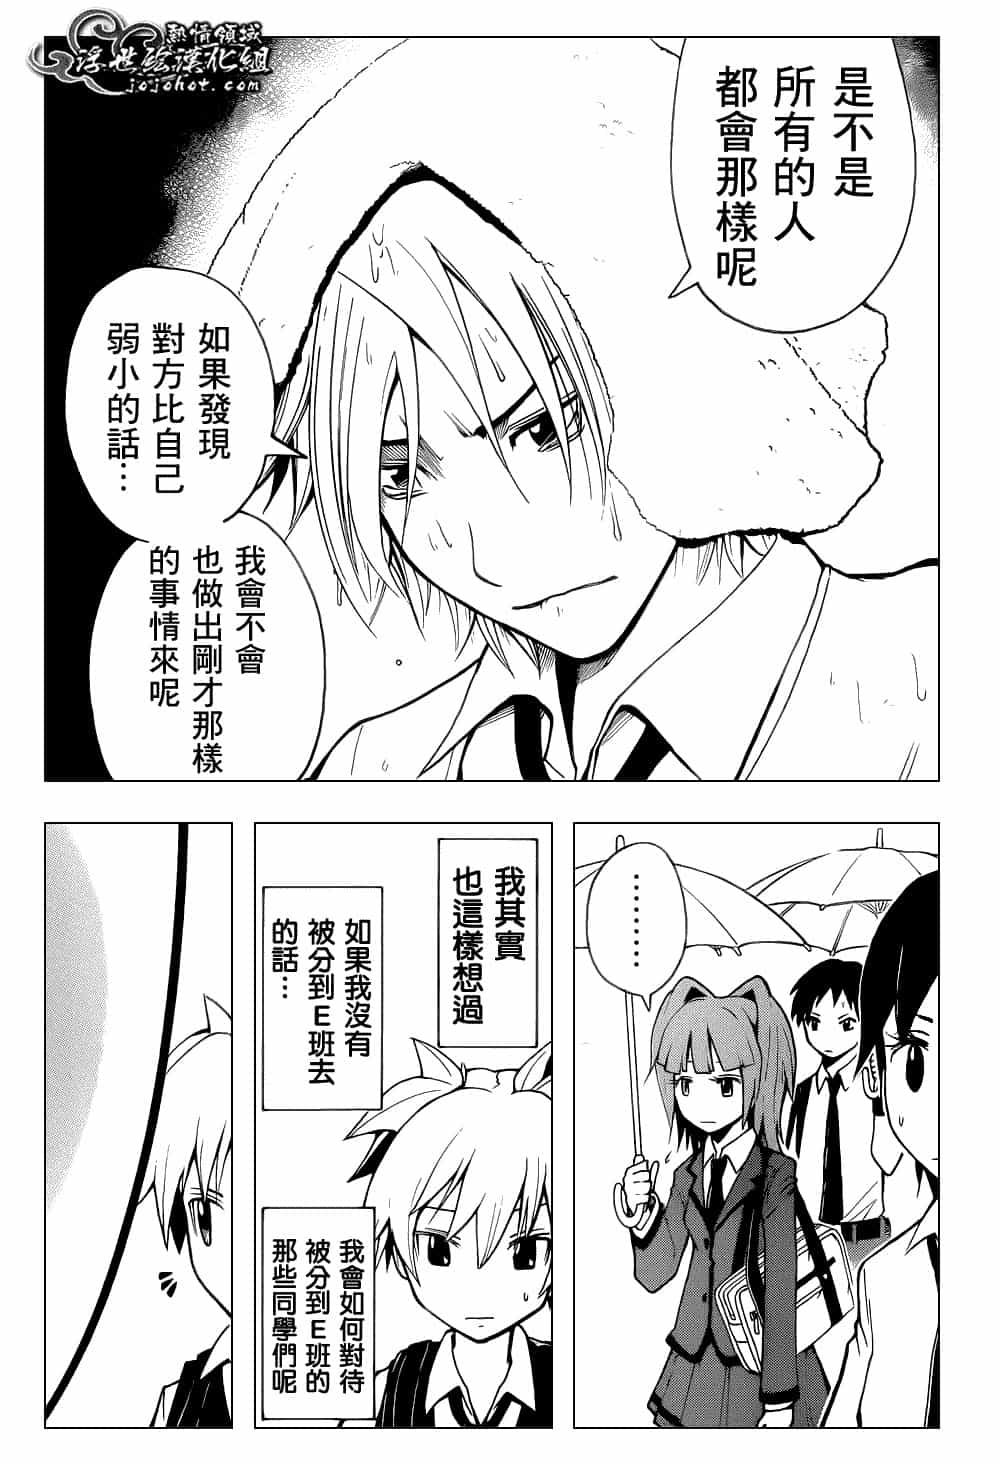 熱情領域
浮世絵漢化組
jojohot.com
是不是
所有的人
都會那樣呢
如果發現
對方比自己
弱小的話…
我會不會
也做出剛才那樣
的事情來呢
………
我其實
也這樣想過
如果我沒有
被分到E班去
的話…
我會如何對待
被分到E班的
那些同學們呢